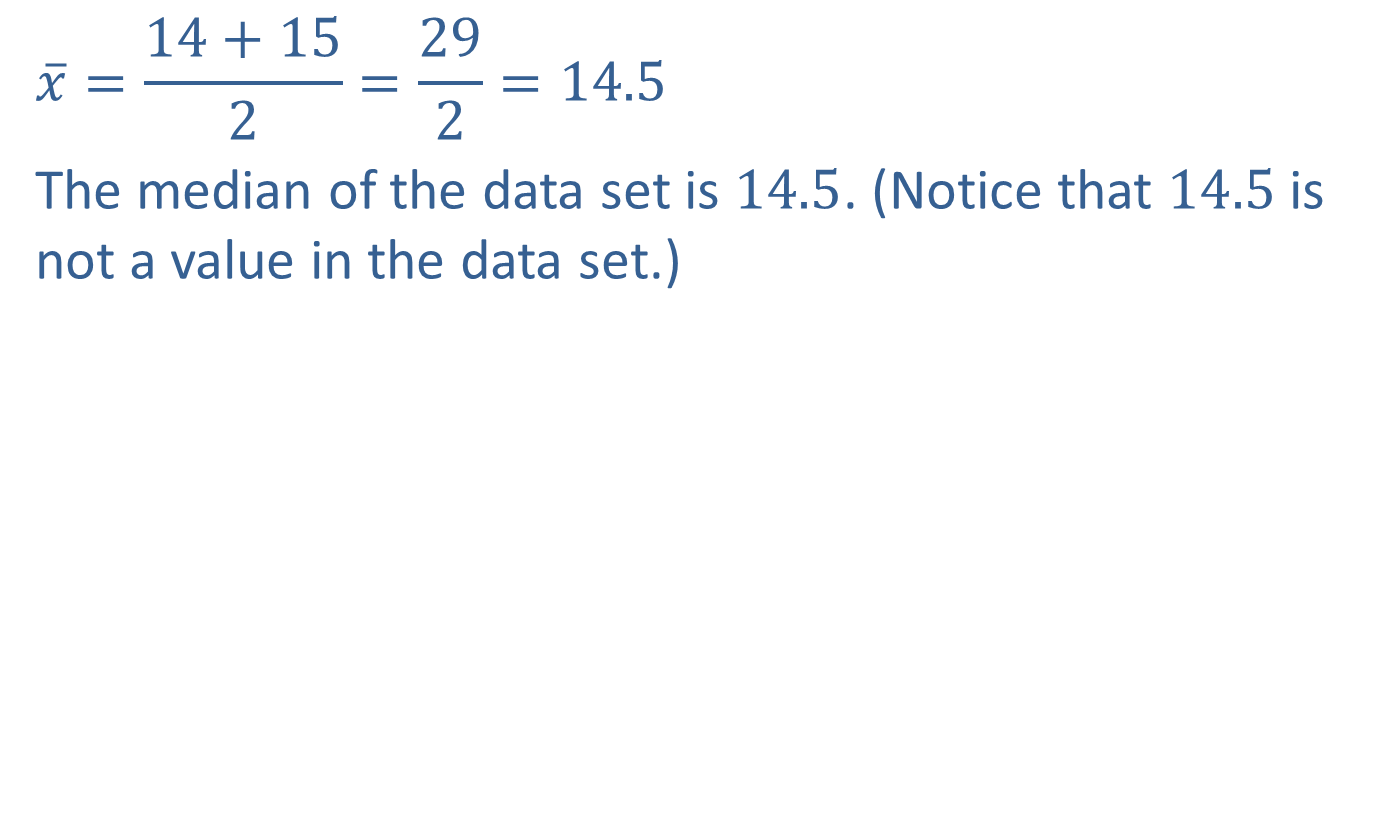 x̄ = (14 + 15)/2 = 29/2 = 14.5
The median of the data set is 14.5. (Notice that 14.5 is
not a value in the data set.)